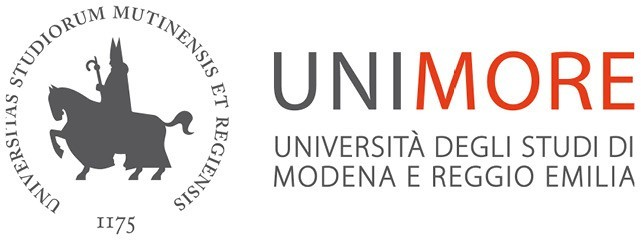 UNIVERSITAS STUDIORUM MUTINENSIS ET REGIENSIS
1175
UNIMORE
UNIVERSITÀ DEGLI STUDI DI
MODENA E REGGIO EMILIA